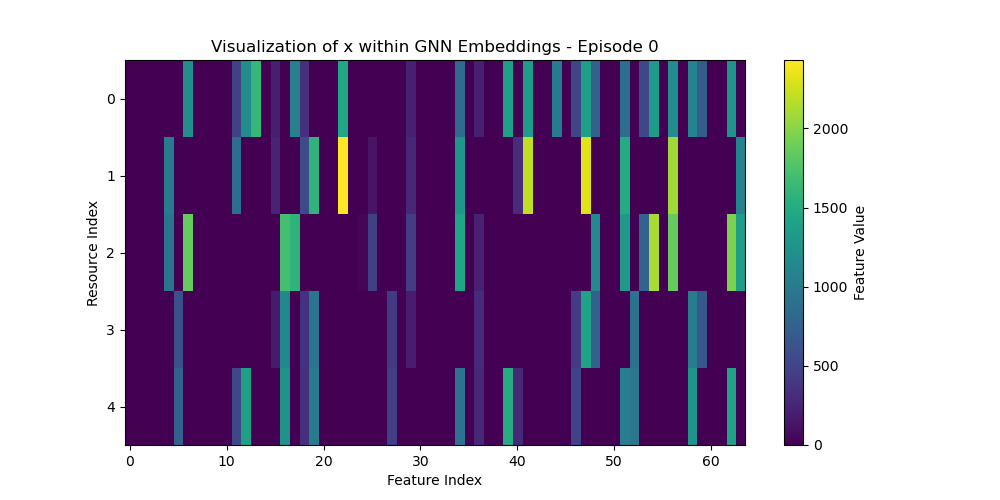 Visualization of x within GNN Embeddings - Episode 0
Resource Index
0
1
2
3
4
0 10 20 30 40 50 60
Feature Index
2000
1500
1000
500
0
Feature Value